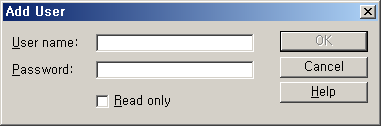 Add User
User name:
OK
Password:
Cancel
Help
Read only